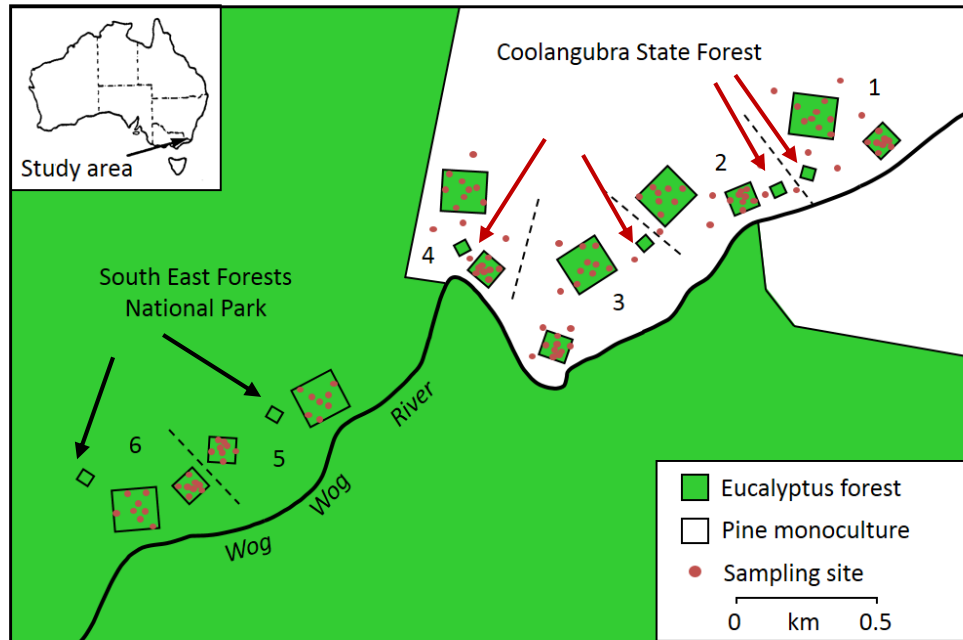 Study area
Coolangubra State Forest
1
2
3
4
South East Forests
National Park
5
6
River
Wog
Wog
Eucalyptus forest
Pine monoculture
Sampling site
0 km 0.5